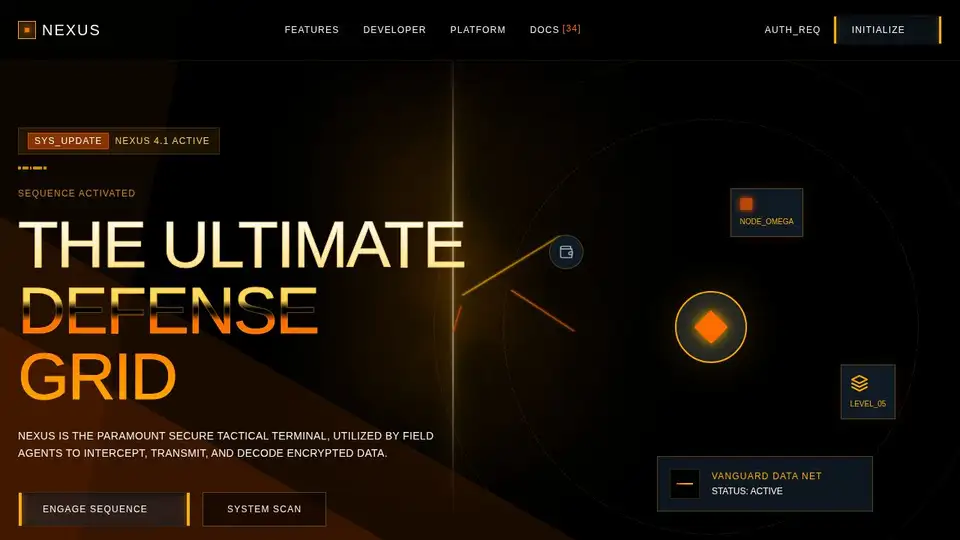 NEXUS
FEATURES
DEVELOPER
PLATFORM
DOCS [34]
AUTH_REQ
INITIALIZE
SYS_UPDATE NEXUS 4.1 ACTIVE
SEQUENCE ACTIVATED
THE ULTIMATE
DEFENSE
GRID
NEXUS IS THE PARAMOUNT SECURE TACTICAL TERMINAL, UTILIZED BY FIELD
AGENTS TO INTERCEPT, TRANSMIT, AND DECODE ENCRYPTED DATA.
ENGAGE SEQUENCE
SYSTEM SCAN
NODE_OMEGA
LEVEL_05
VANGUARD DATA NET
STATUS: ACTIVE